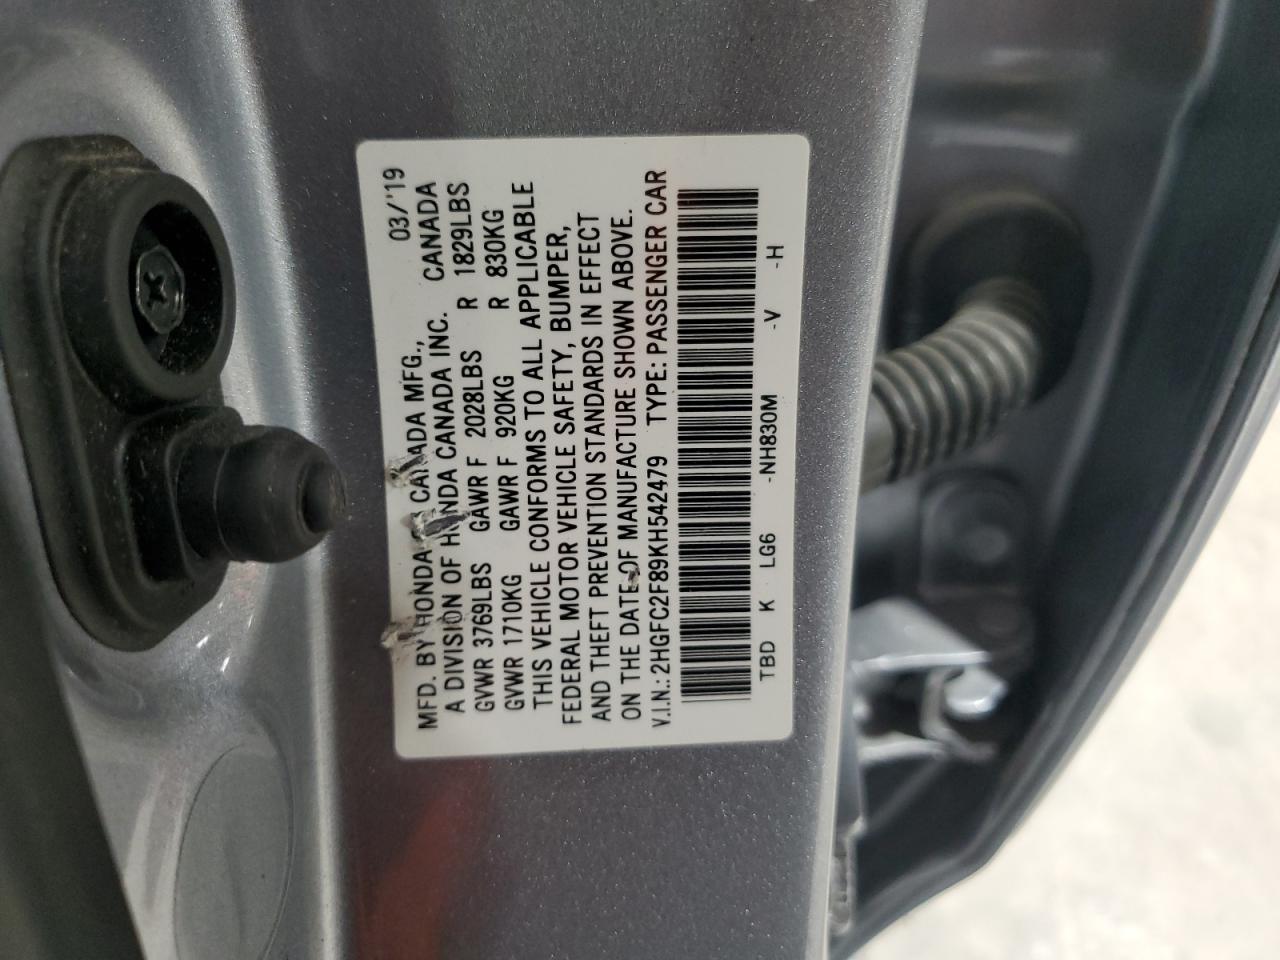 03/'19
MFD. BY HONDA CANADA MFG.,
A DIVISION OF HONDA CANADA INC. CANADA
GVWR 3769LBS GAWR F 2028LBS R 1829LBS
GVWR 1710KG GAWR F 920KG R 830KG
THIS VEHICLE CONFORMS TO ALL APPLICABLE
FEDERAL MOTOR VEHICLE SAFETY, BUMPER,
AND THEFT PREVENTION STANDARDS IN EFFECT
ON THE DATE OF MANUFACTURE SHOWN ABOVE.
V.I.N.: 2HGFC2F89KH542479 TYPE: PASSENGER CAR
TBD K LG6 -NH830M -V -H